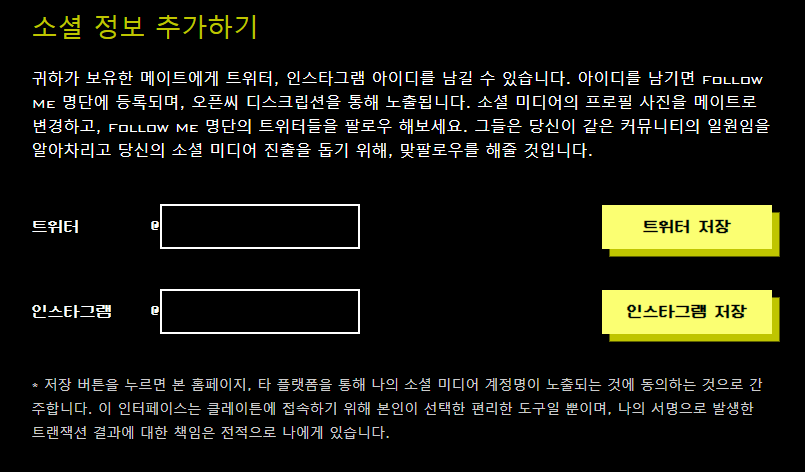 소셜 정보 추가하기
귀하가 보유한 메이트에게 트위터, 인스타그램 아이디를 남길 수 있습니다. 아이디를 남기면 Follow
Me 명단에 등록되며, 오픈씨 디스크립션을 통해 노출됩니다. 소셜 미디어의 프로필 사진을 메이트로
변경하고, Follow Me 명단의 트위터들을 팔로우 해보세요. 그들은 당신이 같은 커뮤니티의 일원임을
알아차리고 당신의 소셜 미디어 진출을 돕기 위해, 맞팔로우를 해줄 것입니다.
트위터 @ 트위터 저장
인스타그램 @ 인스타그램 저장
* 저장 버튼을 누르면 본 홈페이지, 타 플랫폼을 통해 나의 소셜 미디어 계정명이 노출되는 것에 동의하는 것으로 간
주합니다. 이 인터페이스는 클레이튼에 접속하기 위해 본인이 선택한 편리한 도구일 뿐이며, 나의 서명으로 발생한
트랜잭션 결과에 대한 책임은 전적으로 나에게 있습니다.